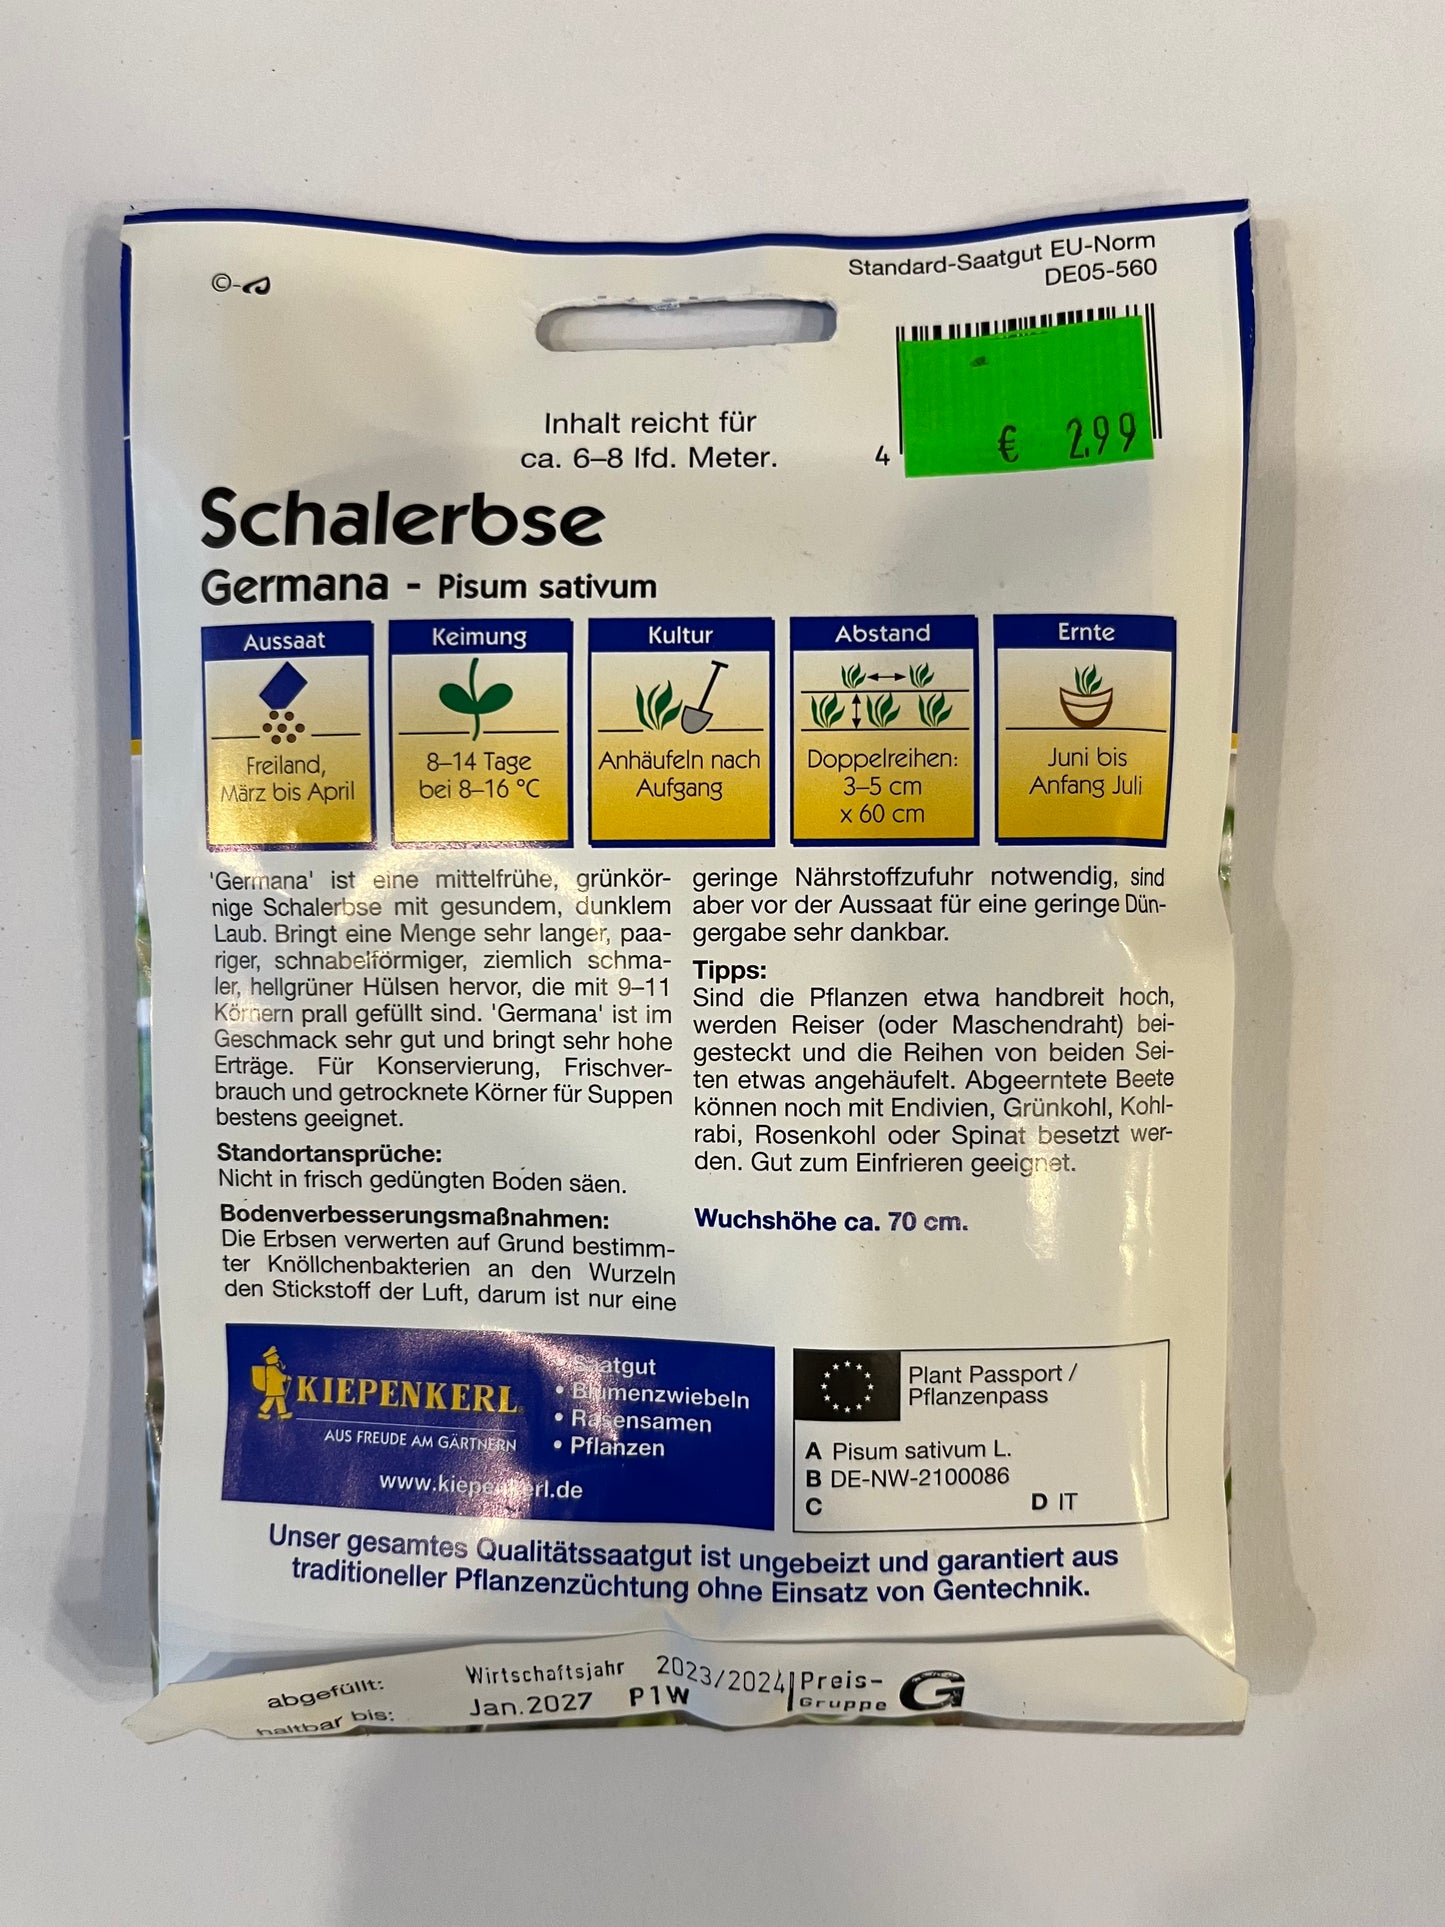 ©-
Standard-Saatgut EU-Norm
DE05-560
4
€ 2.99
Inhalt reicht für
ca. 6–8 lfd. Meter.
Schalerbse
Germana - Pisum sativum
Aussaat
Freiland,
März bis April
Keimung
8–14 Tage
bei 8–16 °C
Kultur
Anhäufeln nach
Aufgang
Abstand
Doppelreihen:
3–5 cm
x 60 cm
Ernte
Juni bis
Anfang Juli
'Germana' ist eine mittelfrühe, grünkör-
nige Schalerbse mit gesundem, dunklem
Laub. Bringt eine Menge sehr langer, paa-
riger, schnabelförmiger, ziemlich schma-
ler, hellgrüner Hülsen hervor, die mit 9–11
Körnern prall gefüllt sind. 'Germana' ist im
Geschmack sehr gut und bringt sehr hohe
Erträge. Für Konservierung, Frischver-
brauch und getrocknete Körner für Suppen
bestens geeignet.
Standortansprüche:
Nicht in frisch gedüngten Boden säen.
Bodenverbesserungsmaßnahmen:
Die Erbsen verwerten auf Grund bestimm-
ter Knöllchenbakterien an den Wurzeln
den Stickstoff der Luft, darum ist nur eine
geringe Nährstoffzufuhr notwendig, sind
aber vor der Aussaat für eine geringe Dün-
gergabe sehr dankbar.
Tipps:
Sind die Pflanzen etwa handbreit hoch,
werden Reiser (oder Maschendraht) bei-
gesteckt und die Reihen von beiden Sei-
ten etwas angehäufelt. Abgeerntete Beete
können noch mit Endivien, Grünkohl, Kohl-
rabi, Rosenkohl oder Spinat besetzt wer-
den. Gut zum Einfrieren geeignet.
Wuchshöhe ca. 70 cm.
KIEPENKERL
AUS FREUDE AM GÄRTNERN
• Saatgut
• Blumenzwiebeln
• Rasensamen
• Pflanzen
www.kiepenkerl.de
Plant Passport /
Pflanzenpass
A Pisum sativum L.
B DE-NW-2100086
C D IT
Unser gesamtes Qualitätssaatgut ist ungebeizt und garantiert aus
traditioneller Pflanzenzüchtung ohne Einsatz von Gentechnik.
abgefüllt: Wirtschaftsjahr 2023/2024
haltbar bis: Jan.2027 P1W
Preis-
Gruppe G